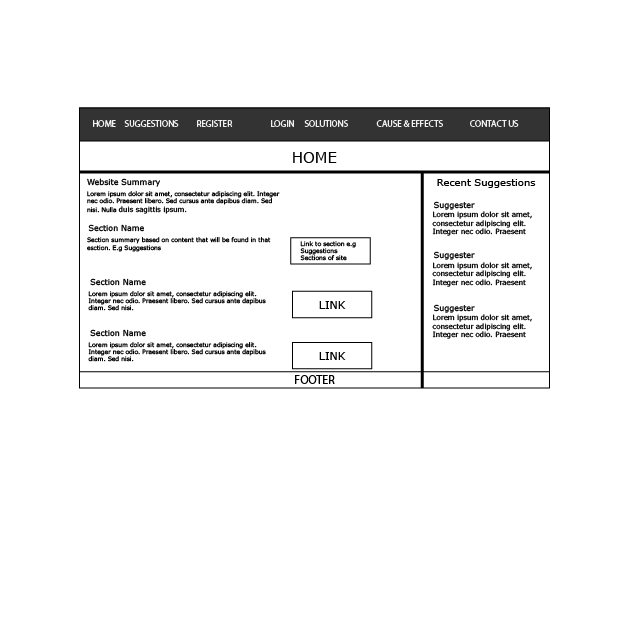 HOME SUGGESTIONS REGISTER LOGIN SOLUTIONS CAUSE & EFFECTS CONTACT US
HOME
Website Summary
Lorem ipsum dolor sit amet, consectetur adipiscing elit. Integer
nec odio. Praesent libero. Sed cursus ante dapibus diam. Sed
nisi. Nulla duis sagittis ipsum.
Section Name
Section summary based on content that will be found in that
esction. E.g Suggestions
Link to section e.g
Suggestions
Sections of site
Section Name
Lorem ipsum dolor sit amet, consectetur adipiscing elit.
Integer nec odio. Praesent libero. Sed cursus ante dapibus
diam. Sed nisi.
LINK
Section Name
Lorem ipsum dolor sit amet, consectetur adipiscing elit.
Integer nec odio. Praesent libero. Sed cursus ante dapibus
diam. Sed nisi.
LINK
Recent Suggestions
Suggester
Lorem ipsum dolor sit amet,
consectetur adipiscing elit.
Integer nec odio. Praesent
Suggester
Lorem ipsum dolor sit amet,
consectetur adipiscing elit.
Integer nec odio. Praesent
Suggester
Lorem ipsum dolor sit amet,
consectetur adipiscing elit.
Integer nec odio. Praesent
FOOTER